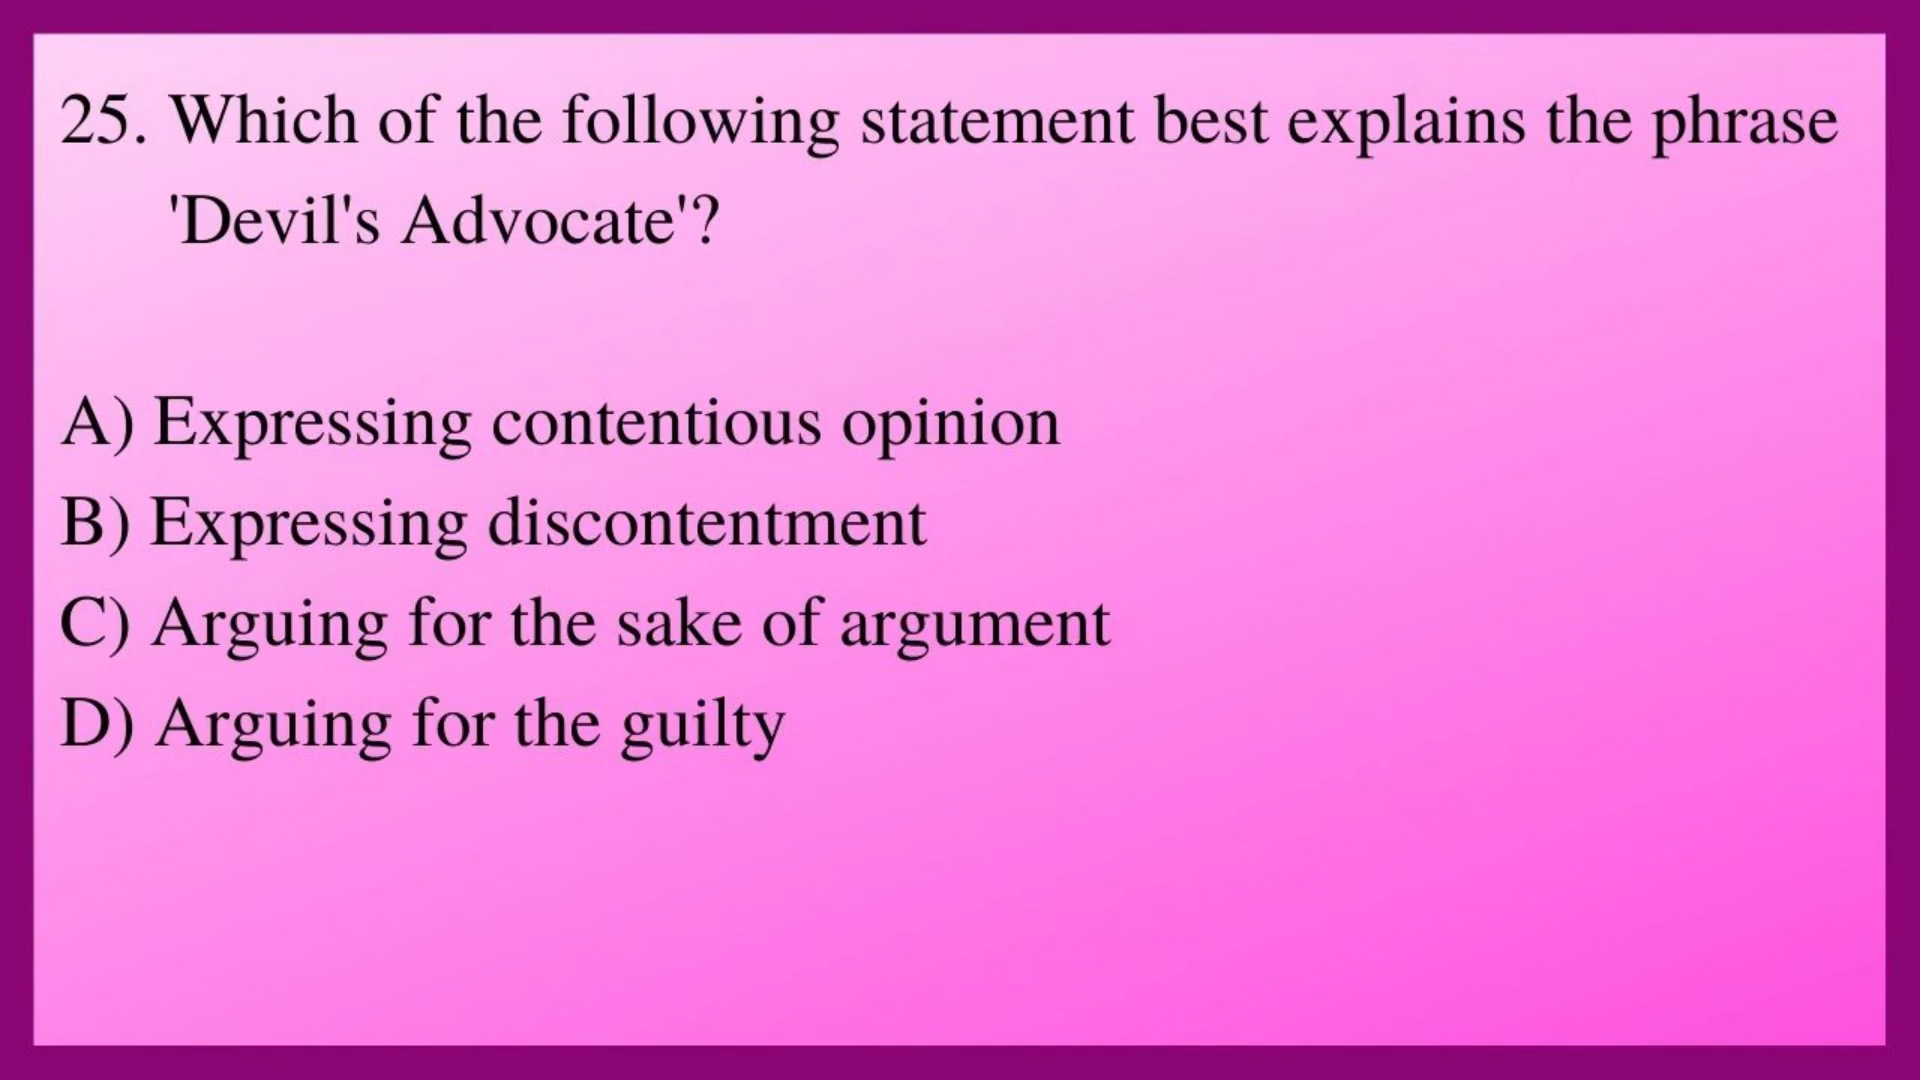 25. Which of the following statement best explains the phrase
'Devil's Advocate'?
A) Expressing contentious opinion
B) Expressing discontentment
C) Arguing for the sake of argument
D) Arguing for the guilty